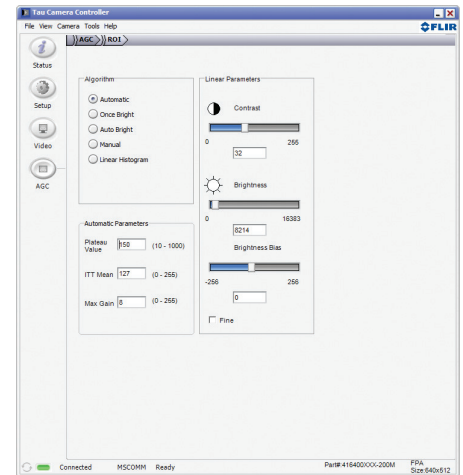 Tau Camera Controller
File View Camera Tools Help
FLIR
AGC ROI
Status
Setup
Video
AGC
Algorithm
Automatic
Once Bright
Auto Bright
Manual
Linear Histogram
Automatic Parameters
Plateau Value 150 (10 - 1000)
ITT Mean 127 (0 - 255)
Max Gain 8 (0 - 255)
Linear Parameters
Contrast
0 255
32
Brightness
0 16383
8214
Brightness Bias
-256 256
0
Fine
Connected MSCOMM Ready Part#:416400XXX-200M FPA
Size:640x512